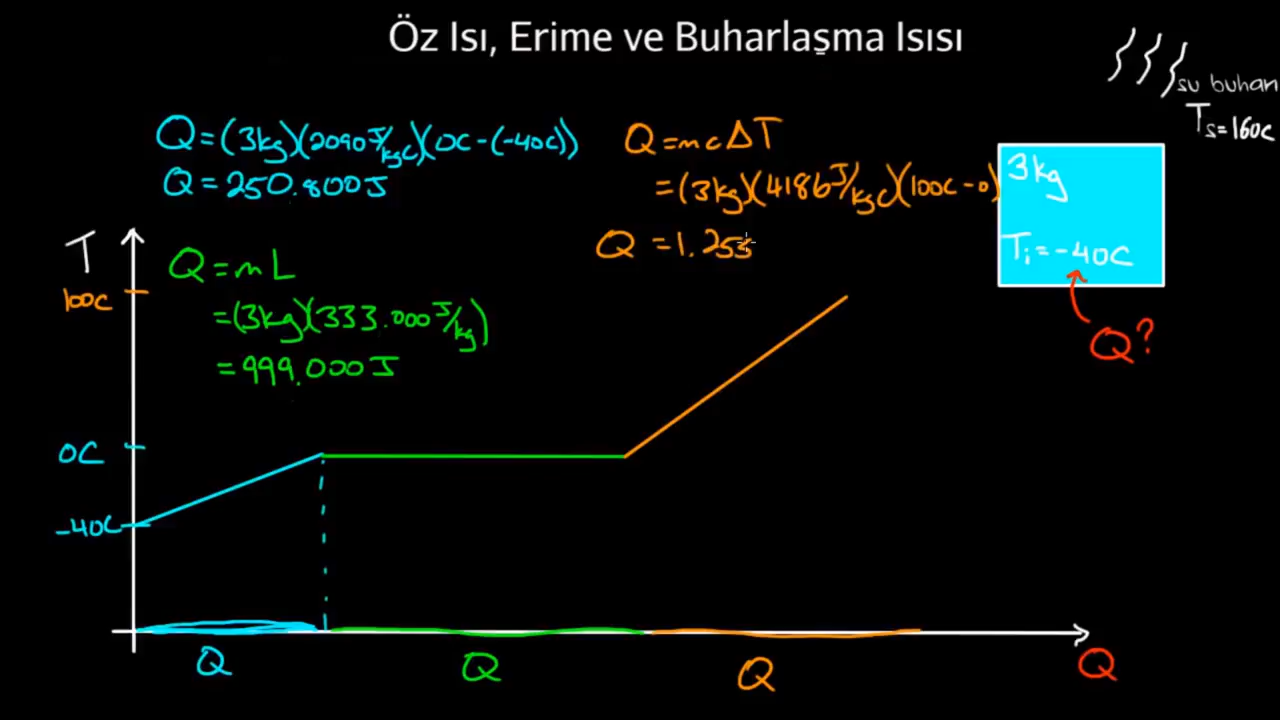 Öz Isı, Erime ve Buharlaşma Isısı
su buharı
Ts=160C
Q=(3kg)(2090J/kgC)(0C-(-40C))
Q=250.800J
Q=mcΔT
=(3kg)(4186J/kgC)(100C-0)
Q=1.255
3kg
Ti=-40C
Q?
T
Q=mL
=(3kg)(333.000J/kg)
=999.000J
100C
0C
-40C
Q
Q
Q
Q